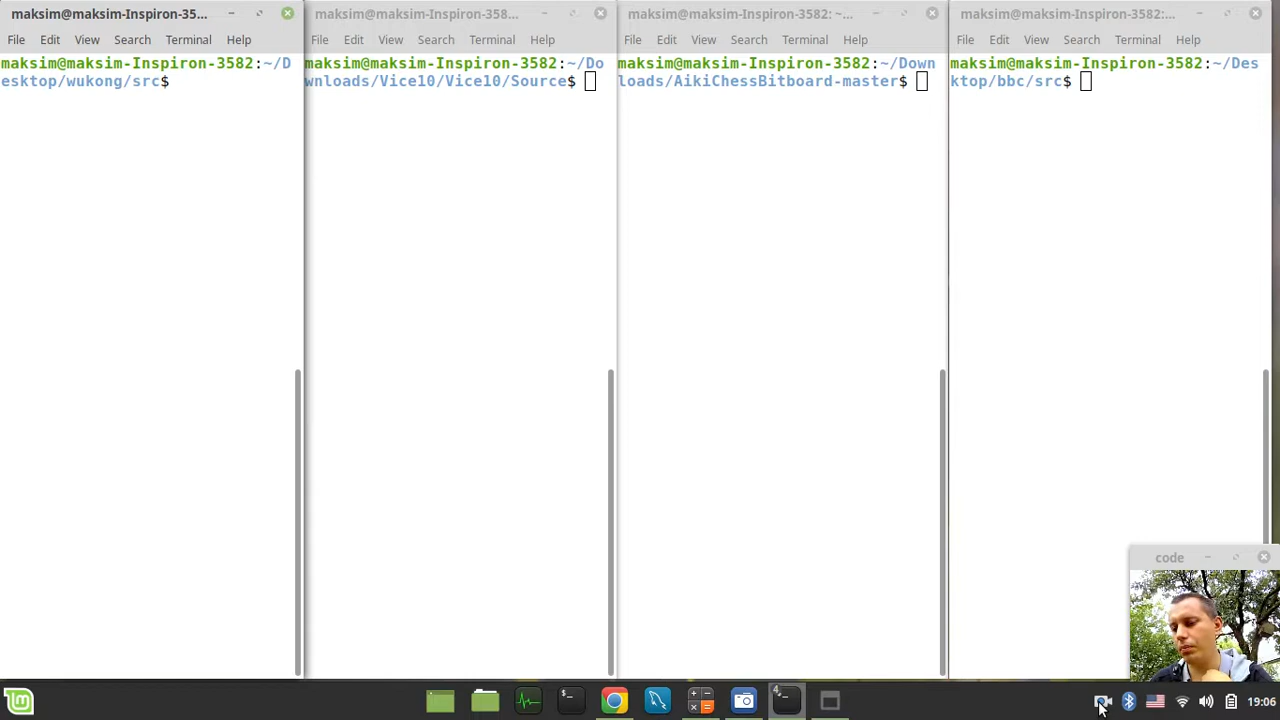 maksim@maksim-Inspiron-35...
File Edit View Search Terminal Help
maksim@maksim-Inspiron-3582:~/D
esktop/wukong/src$
maksim@maksim-Inspiron-358...
File Edit View Search Terminal Help
maksim@maksim-Inspiron-3582:~/Do
wnloads/Vice10/Vice10/Source$
maksim@maksim-Inspiron-3582: ~...
File Edit View Search Terminal Help
maksim@maksim-Inspiron-3582:~/Down
loads/AikiChessBitboard-master$
maksim@maksim-Inspiron-3582:...
File Edit View Search Terminal Help
maksim@maksim-Inspiron-3582:~/Des
ktop/bbc/src$
code
19:06